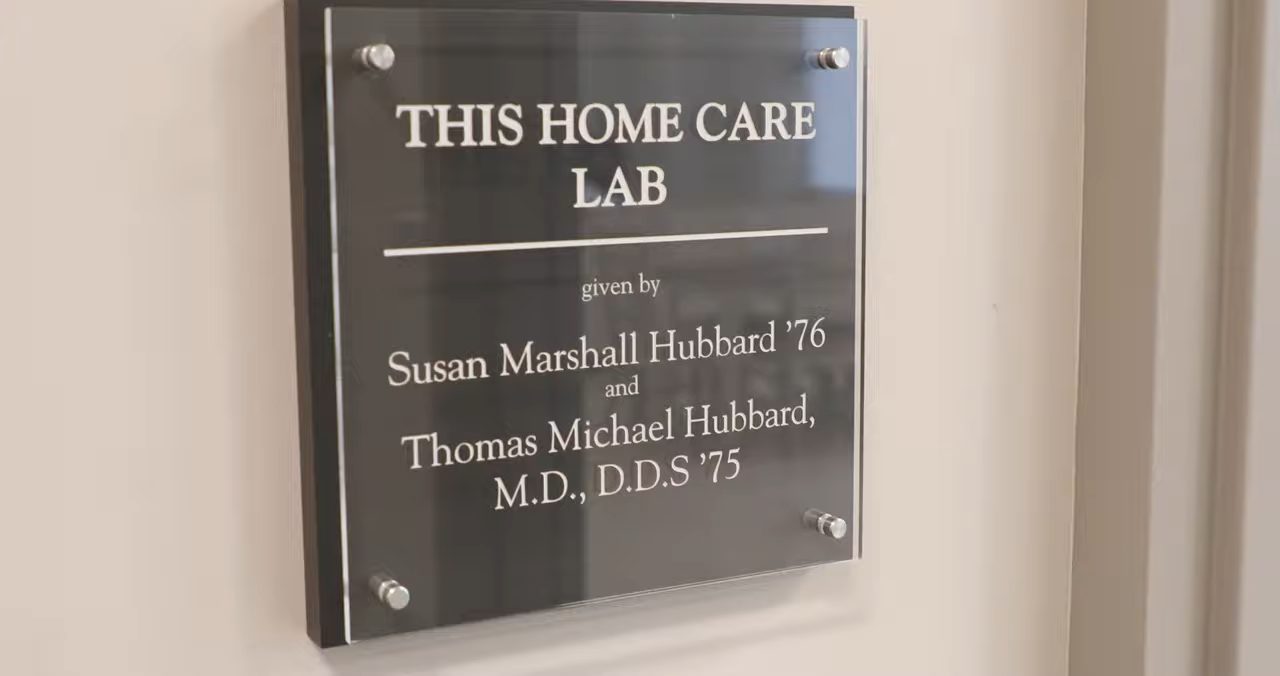 THIS HOME CARE
LAB
given by
Susan Marshall Hubbard ’76
and
Thomas Michael Hubbard,
M.D., D.D.S ’75